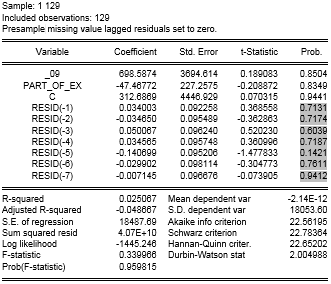 Sample: 1 129
Included observations: 129
Presample missing value lagged residuals set to zero.
Variable Coefficient Std. Error t-Statistic Prob.
_09 698.5874 3694.614 0.189083 0.8504
PART_OF_EX -47.46772 227.2575 -0.208872 0.8349
C 312.6869 4446.929 0.070315 0.9441
RESID(-1) 0.034003 0.092258 0.368558 0.7131
RESID(-2) -0.034650 0.095489 -0.362863 0.7174
RESID(-3) 0.050067 0.096240 0.520230 0.6039
RESID(-4) 0.034565 0.095748 0.360996 0.7187
RESID(-5) -0.140699 0.095206 -1.477833 0.1421
RESID(-6) -0.029902 0.098114 -0.304773 0.7611
RESID(-7) -0.007145 0.096676 -0.073905 0.9412
R-squared 0.025067 Mean dependent var -2.14E-12
Adjusted R-squared -0.048667 S.D. dependent var 18053.60
S.E. of regression 18487.69 Akaike info criterion 22.56195
Sum squared resid 4.07E+10 Schwarz criterion 22.78364
Log likelihood -1445.246 Hannan-Quinn criter. 22.65202
F-statistic 0.339966 Durbin-Watson stat 2.004988
Prob(F-statistic) 0.959815